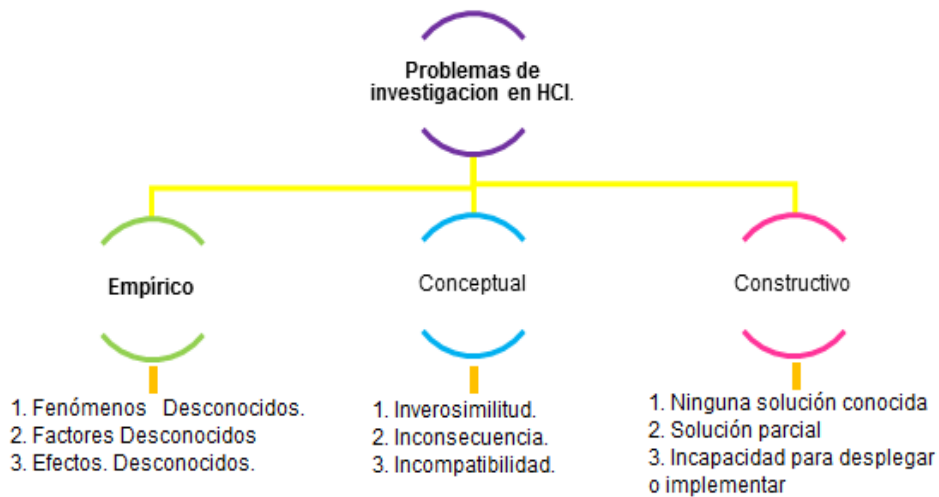 Problemas de
investigacion en HCI.
Empírico
Conceptual
Constructivo
1. Fenómenos Desconocidos.
2. Factores Desconocidos
3. Efectos. Desconocidos.
1. Inverosimilitud.
2. Inconsecuencia.
3. Incompatibilidad.
1. Ninguna solución conocida
2. Solución parcial
3. Incapacidad para desplegar
o implementar